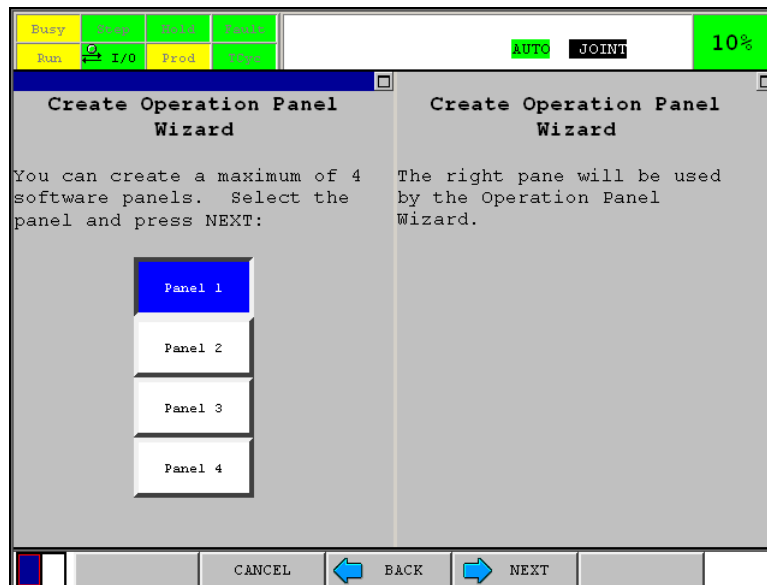 Busy Step Hold Fault
Run I/O Prod TCyc
AUTO JOINT
10%
Create Operation Panel
Wizard
You can create a maximum of 4
software panels. Select the
panel and press NEXT:
Panel 1
Panel 2
Panel 3
Panel 4
Create Operation Panel
Wizard
The right pane will be used
by the Operation Panel
Wizard.
CANCEL BACK NEXT